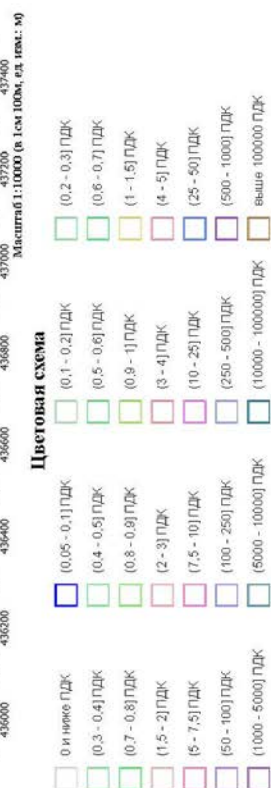 436000 436200 436400 436600 436800 437000 437200 437400
Масштаб 1:10000 (в 1см 100м, ед. изм.: м)
Цветовая схема
0 и ниже ПДК (0,05 - 0,1] ПДК (0,1 - 0,2] ПДК (0,2 - 0,3] ПДК
(0,3 - 0,4] ПДК (0,4 - 0,5] ПДК (0,5 - 0,6] ПДК (0,6 - 0,7] ПДК
(0,7 - 0,8] ПДК (0,8 - 0,9] ПДК (0,9 - 1] ПДК (1 - 1,5] ПДК
(1,5 - 2] ПДК (2 - 3] ПДК (3 - 4] ПДК (4 - 5] ПДК
(5 - 7,5] ПДК (7,5 - 10] ПДК (10 - 25] ПДК (25 - 50] ПДК
(50 - 100] ПДК (100 - 250] ПДК (250 - 500] ПДК (500 - 1000] ПДК
(1000 - 5000] ПДК (5000 - 10000] ПДК (10000 - 100000] ПДК выше 100000 ПДК